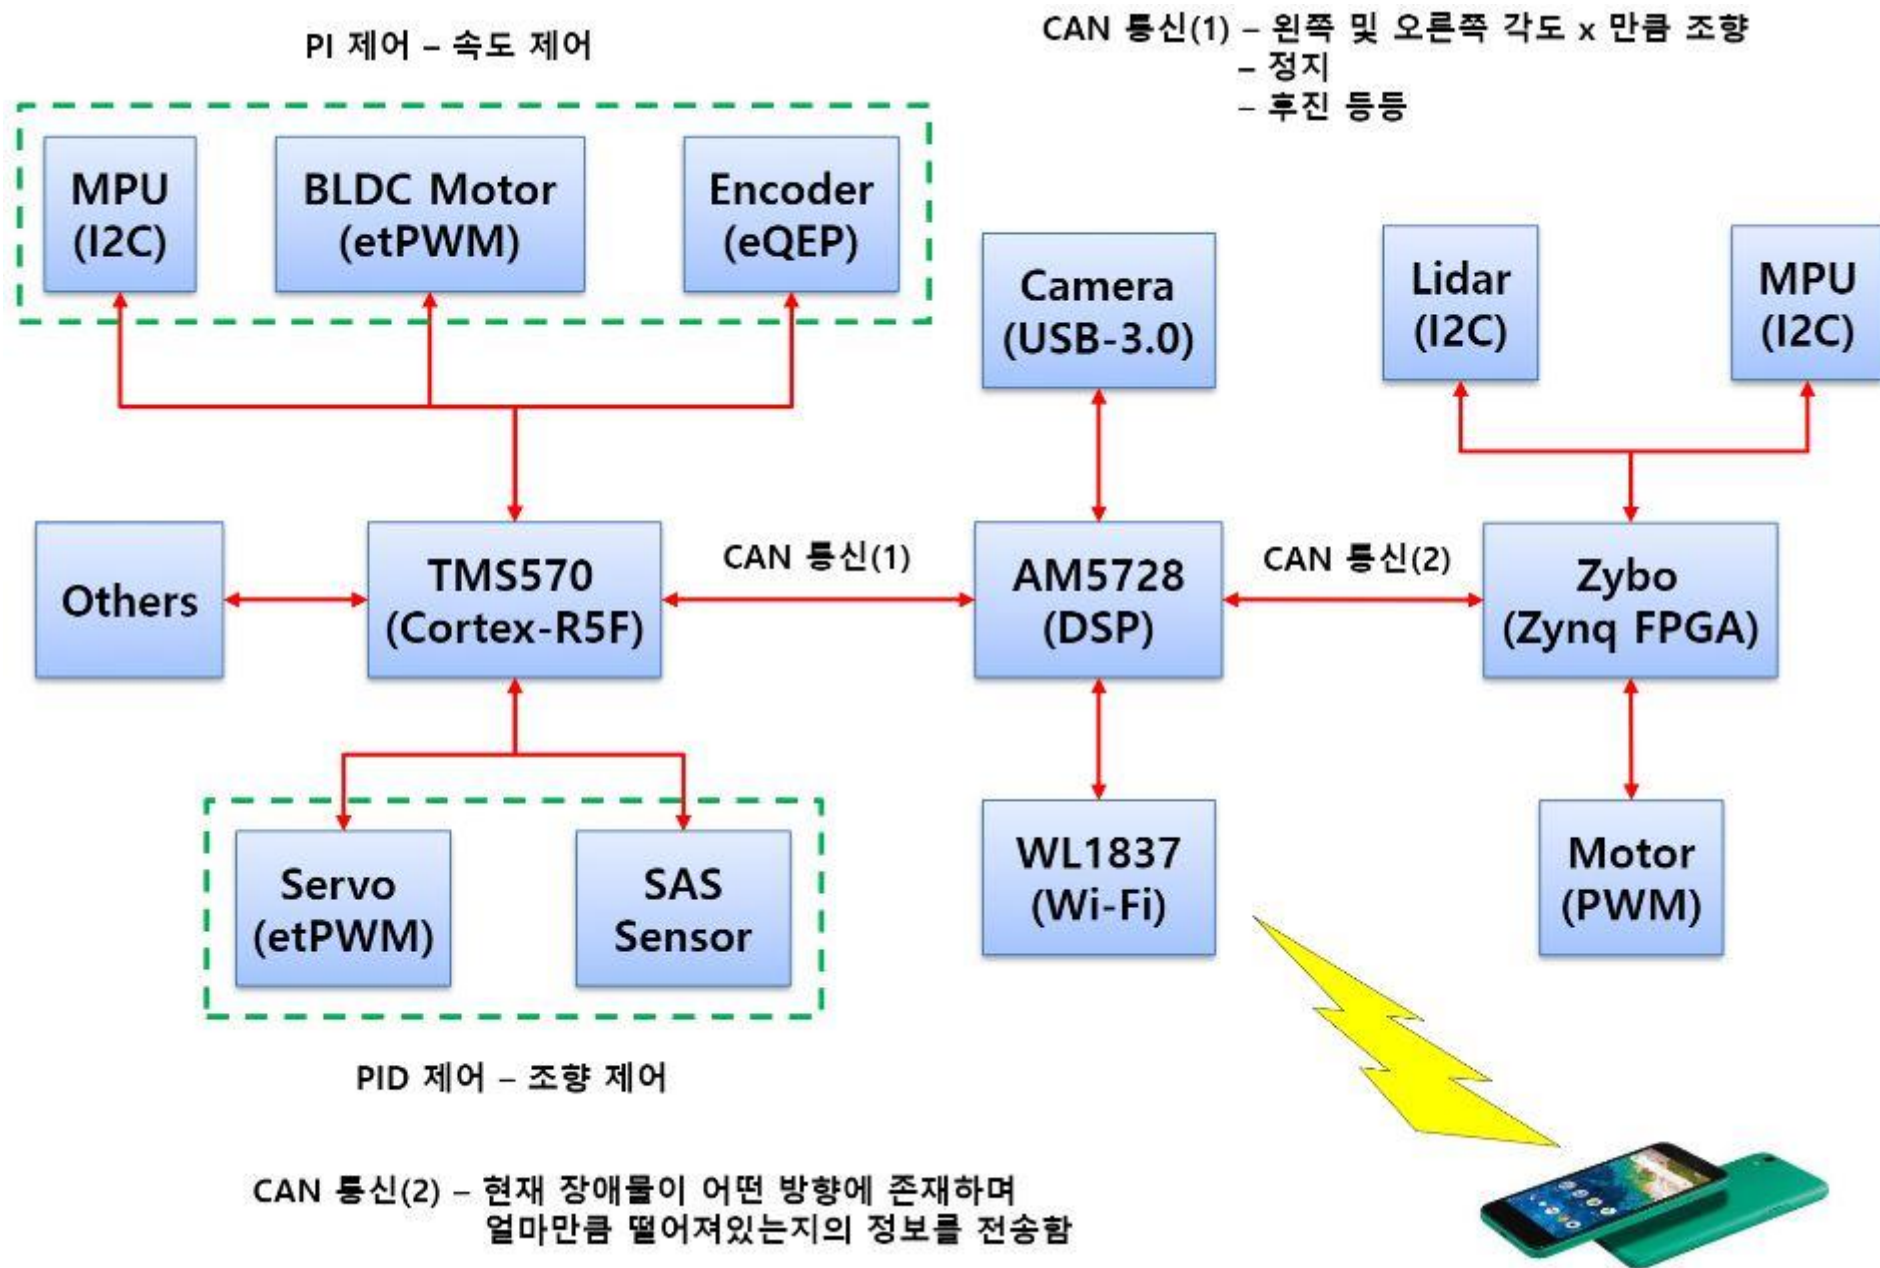 PI 제어 – 속도 제어
CAN 통신(1) – 왼쪽 및 오른쪽 각도 x 만큼 조향
– 정지
– 후진 등등
MPU
(I2C)
BLDC Motor
(etPWM)
Encoder
(eQEP)
Camera
(USB-3.0)
Lidar
(I2C)
MPU
(I2C)
Others
TMS570
(Cortex-R5F)
CAN 통신(1)
AM5728
(DSP)
CAN 통신(2)
Zybo
(Zynq FPGA)
Servo
(etPWM)
SAS
Sensor
WL1837
(Wi-Fi)
Motor
(PWM)
PID 제어 – 조향 제어
CAN 통신(2) – 현재 장애물이 어떤 방향에 존재하며
얼마만큼 떨어져있는지의 정보를 전송함